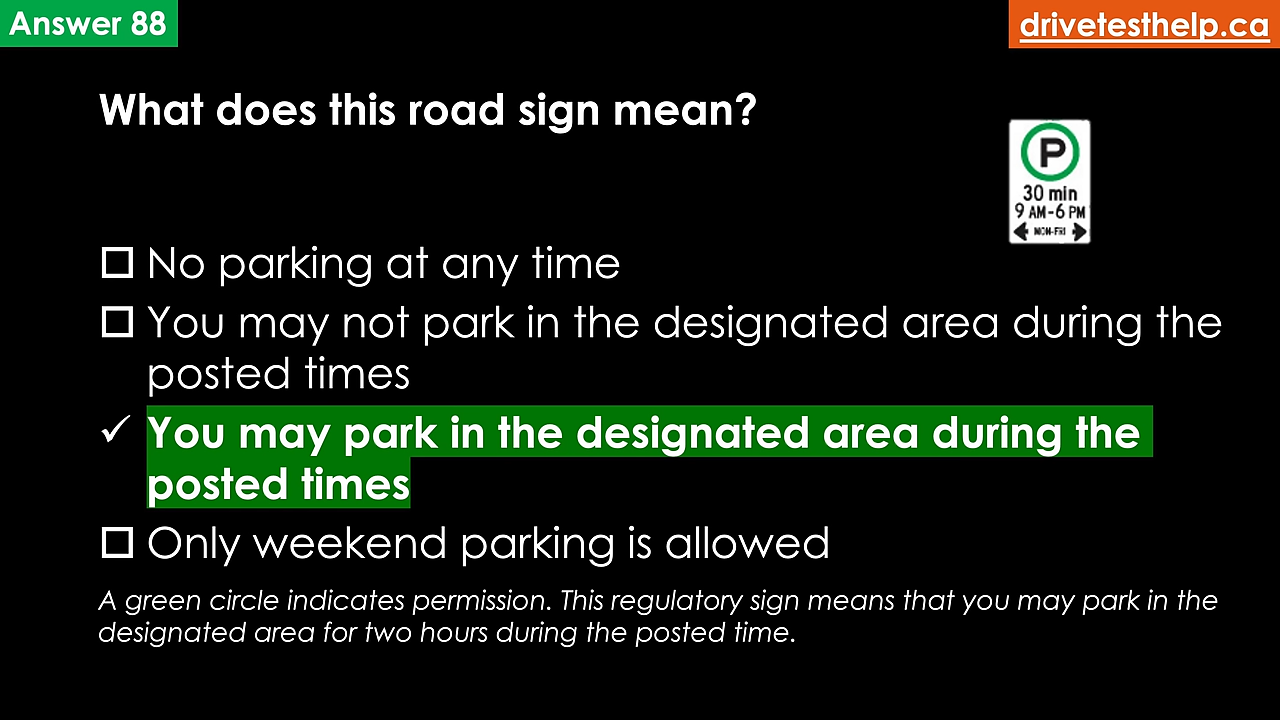 Answer 88
drivetesthelp.ca
What does this road sign mean?
P
30 min
9 AM-6 PM
MON-FRI
No parking at any time
You may not park in the designated area during the
posted times
You may park in the designated area during the
posted times
Only weekend parking is allowed
A green circle indicates permission. This regulatory sign means that you may park in the
designated area for two hours during the posted time.